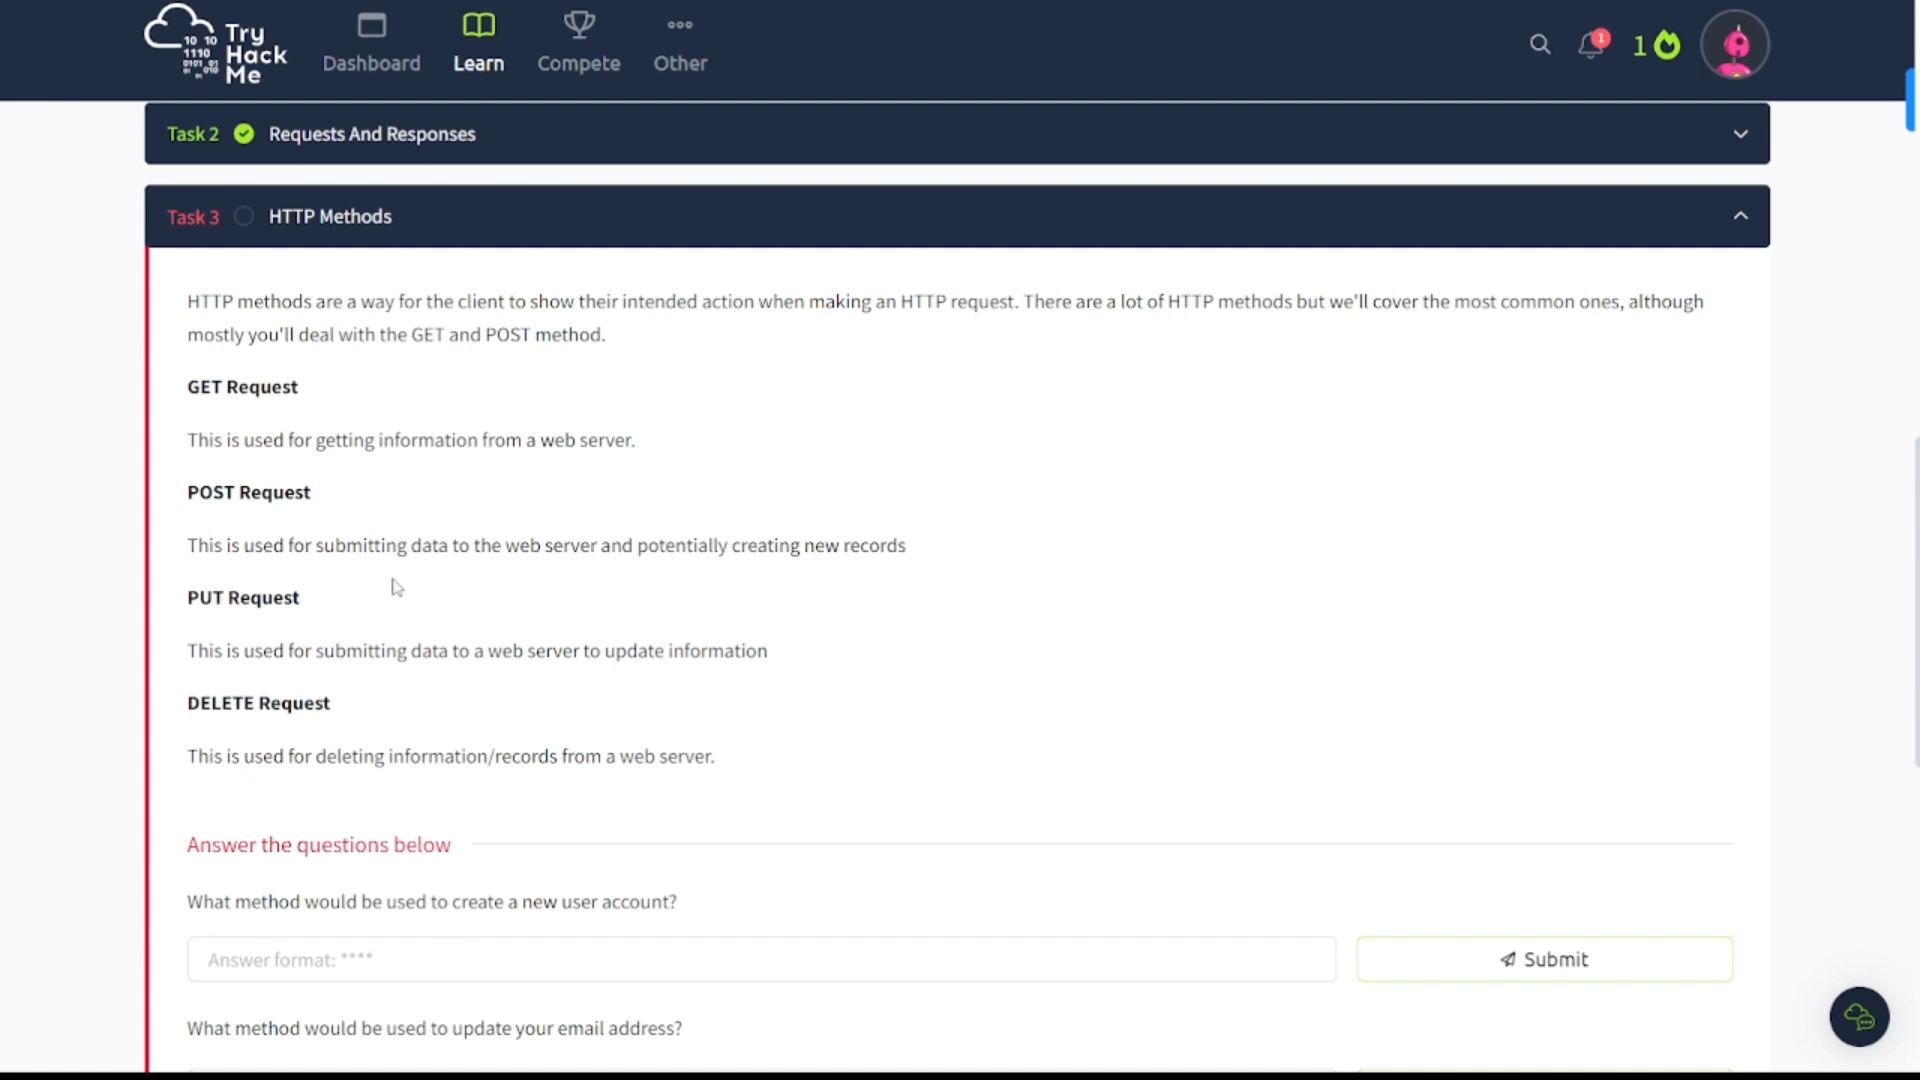 Try
Hack
Me
10 10
1110
0101 01
01 010
Dashboard
Learn
Compete
Other
1
1
Task 2 Requests And Responses
Task 3 HTTP Methods
HTTP methods are a way for the client to show their intended action when making an HTTP request. There are a lot of HTTP methods but we'll cover the most common ones, although
mostly you'll deal with the GET and POST method.
GET Request
This is used for getting information from a web server.
POST Request
This is used for submitting data to the web server and potentially creating new records
PUT Request
This is used for submitting data to a web server to update information
DELETE Request
This is used for deleting information/records from a web server.
Answer the questions below
What method would be used to create a new user account?
Answer format: ****
Submit
What method would be used to update your email address?